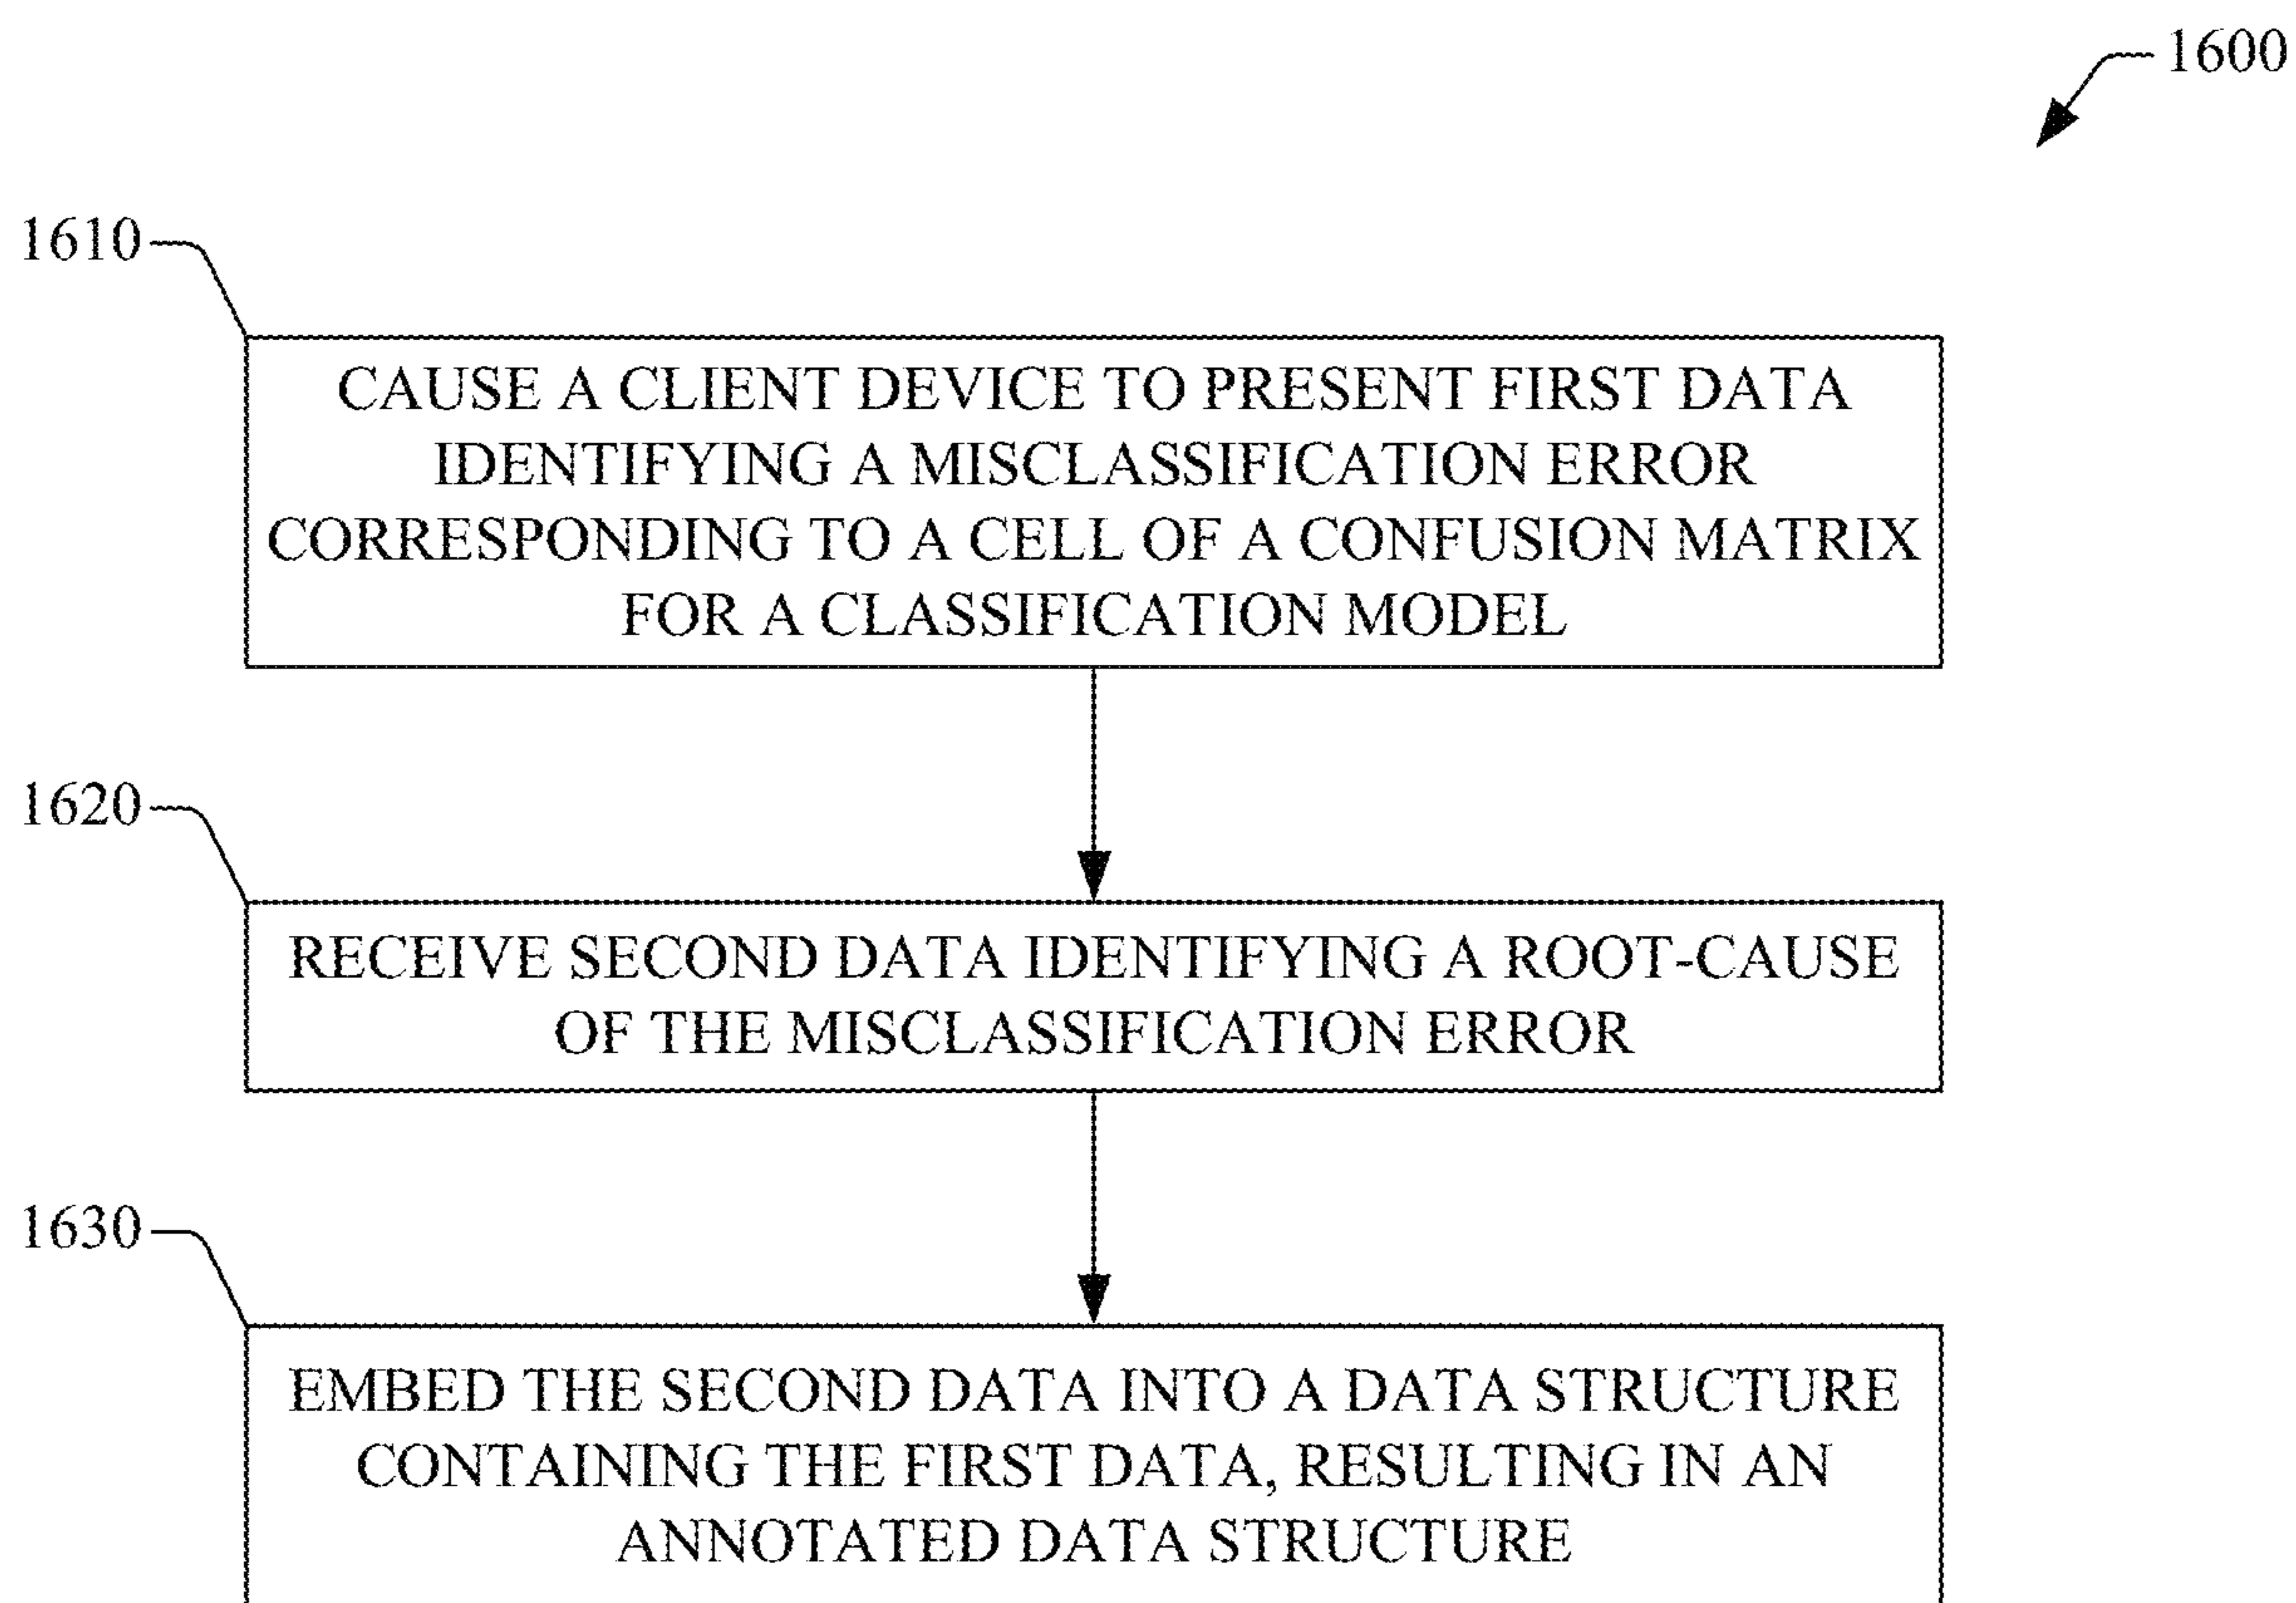 1600
1610
CAUSE A CLIENT DEVICE TO PRESENT FIRST DATA
IDENTIFYING A MISCLASSIFICATION ERROR
CORRESPONDING TO A CELL OF A CONFUSION MATRIX
FOR A CLASSIFICATION MODEL
1620
RECEIVE SECOND DATA IDENTIFYING A ROOT-CAUSE
OF THE MISCLASSIFICATION ERROR
1630
EMBED THE SECOND DATA INTO A DATA STRUCTURE
CONTAINING THE FIRST DATA, RESULTING IN AN
ANNOTATED DATA STRUCTURE